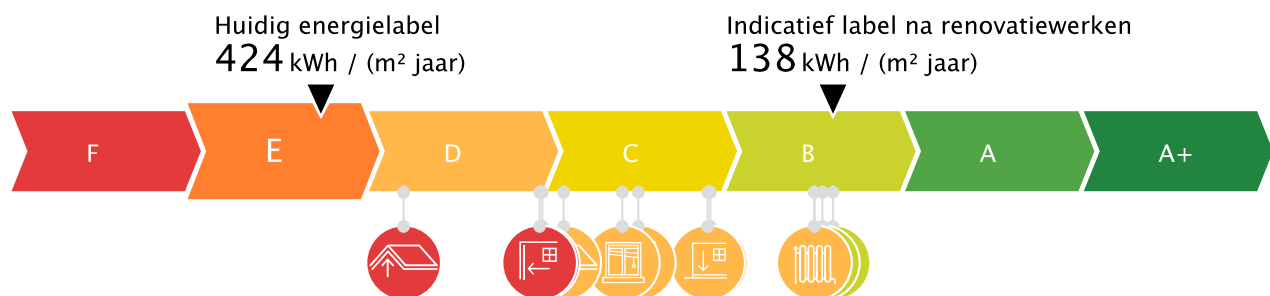 Huidig energielabel
424 kWh / (m² jaar)
Indicatief label na renovatiewerken
138 kWh / (m² jaar)
F E D C B A A+